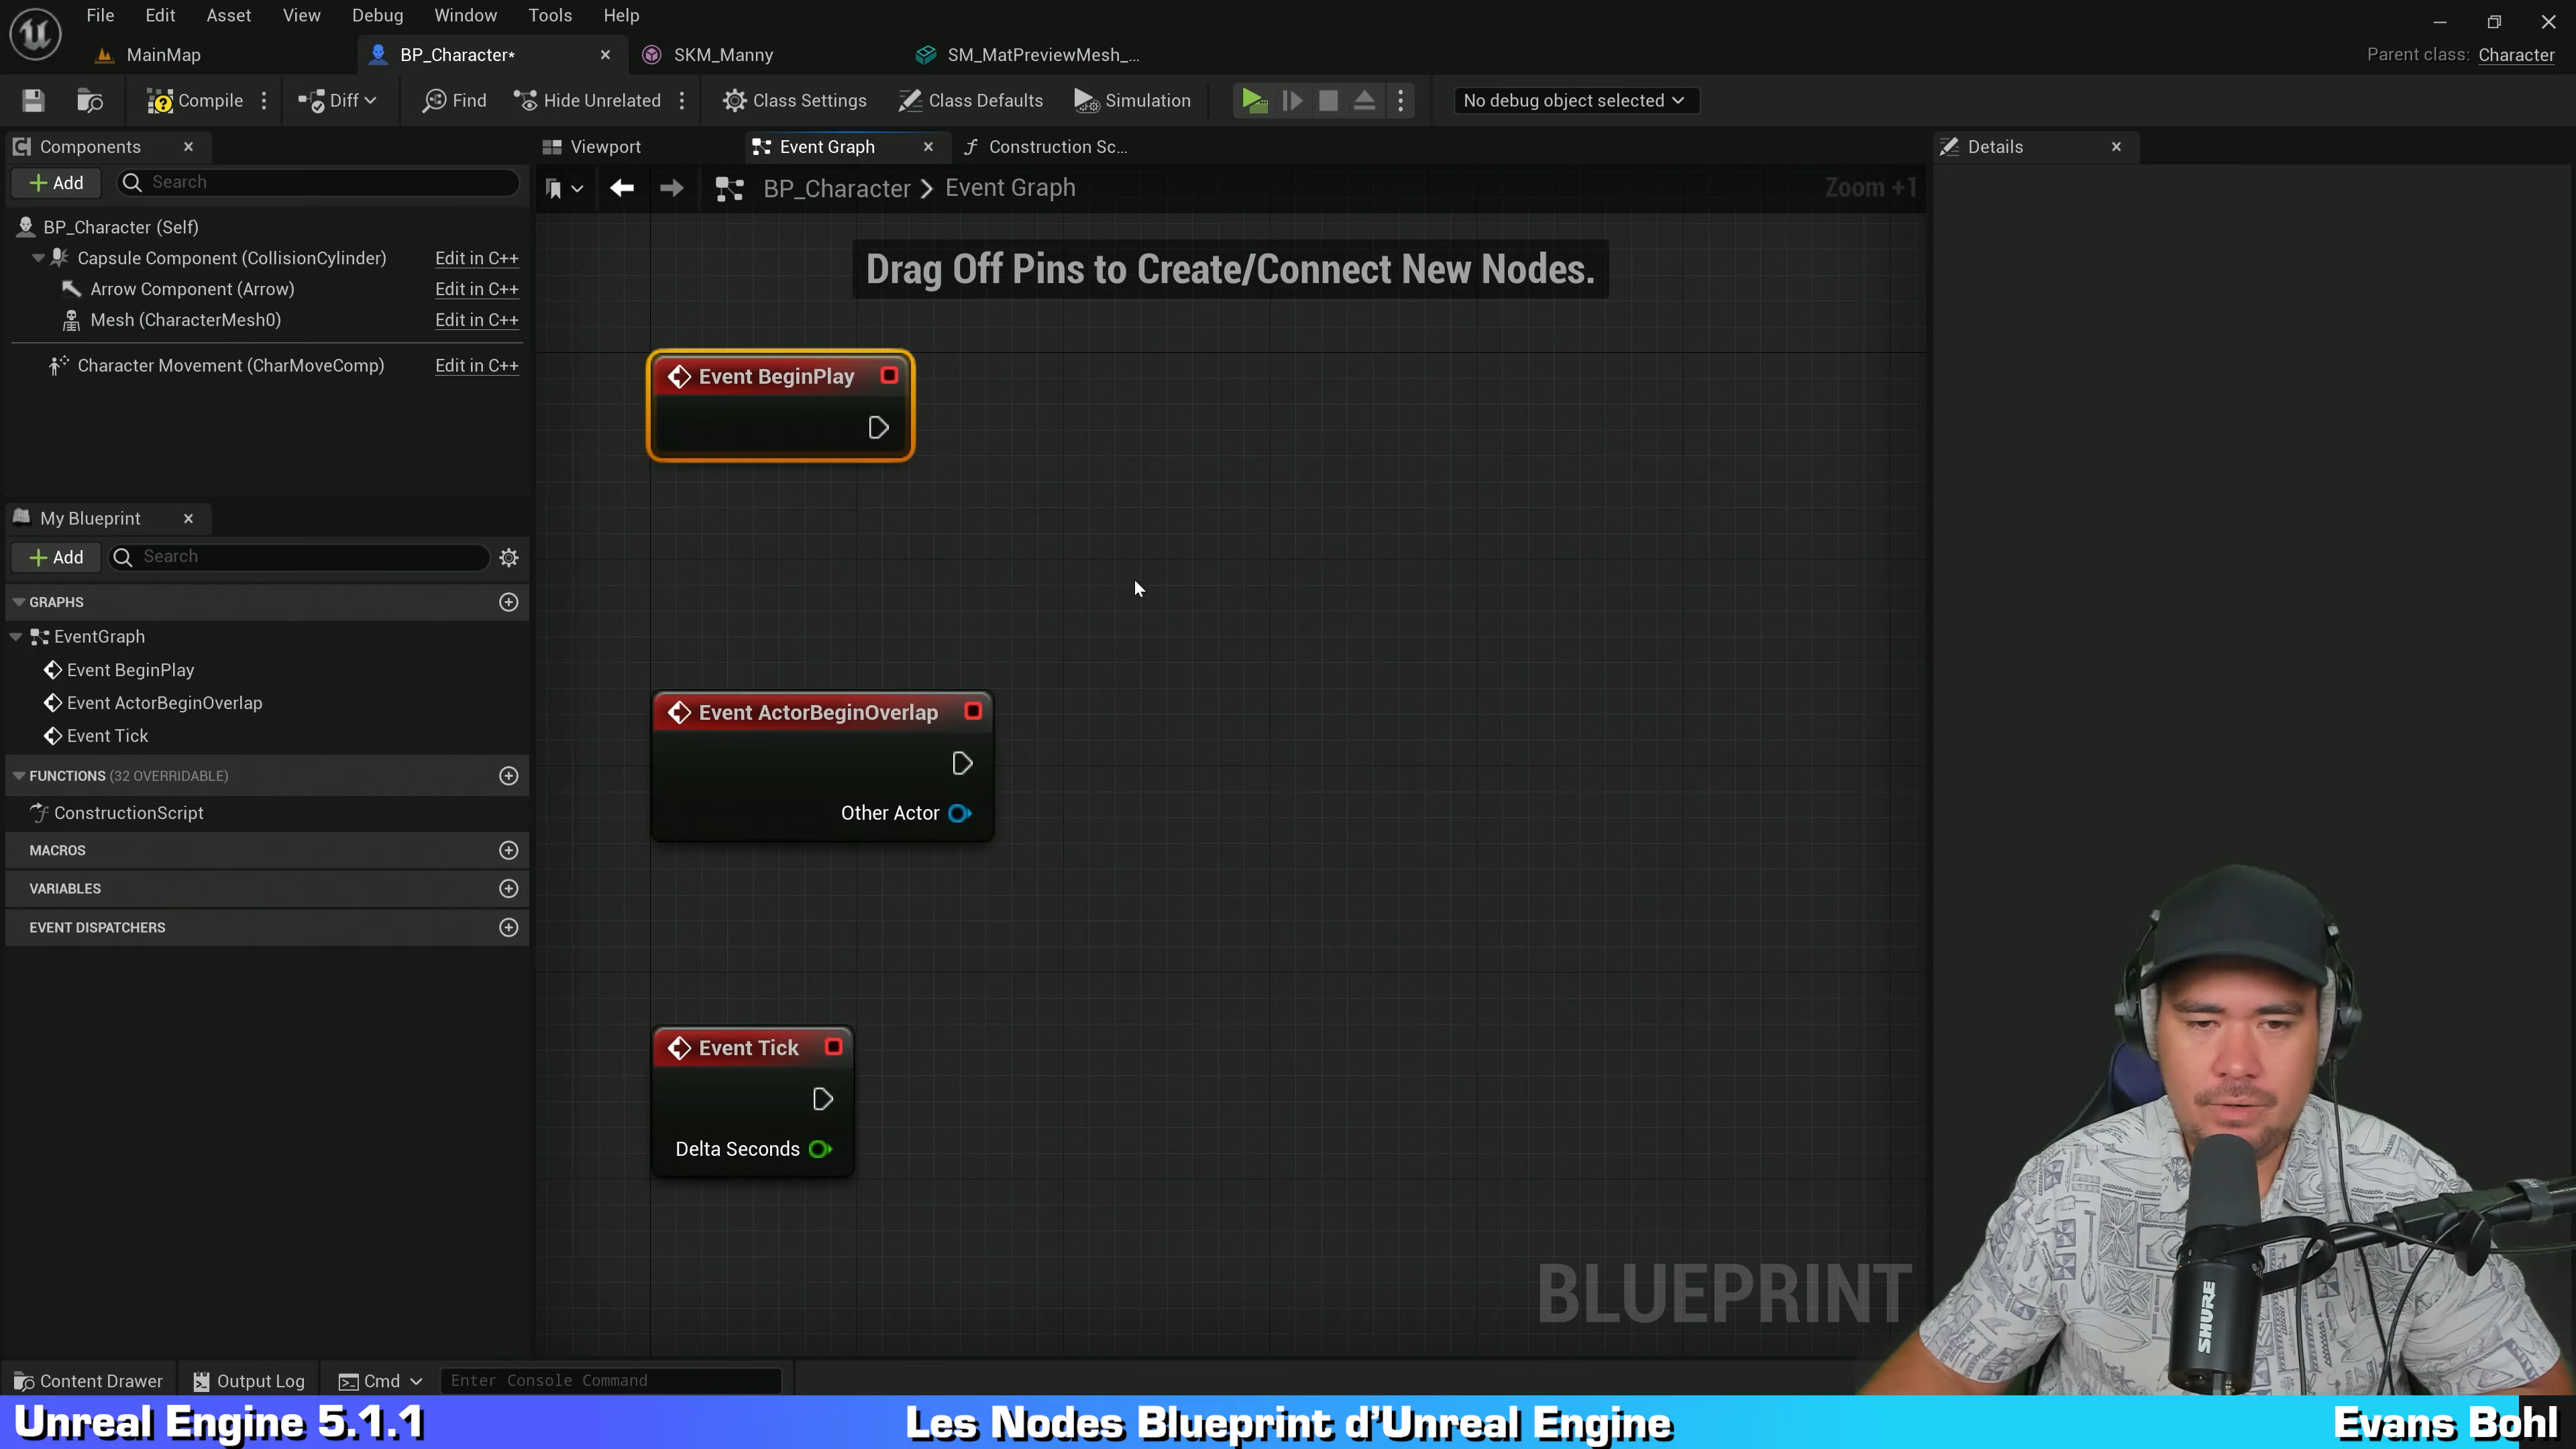 File Edit Asset View Debug Window Tools Help
MainMap BP_Character* SKM_Manny SM_MatPreviewMesh_... Parent class: Character
Compile Diff Find Hide Unrelated Class Settings Class Defaults Simulation No debug object selected
Components Viewport Event Graph Construction Sc... Details
Add Search
BP_Character > Event Graph Zoom +1
BP_Character (Self)
Capsule Component (CollisionCylinder) Edit in C++
Arrow Component (Arrow) Edit in C++
Mesh (CharacterMesh0) Edit in C++
Character Movement (CharMoveComp) Edit in C++
Drag Off Pins to Create/Connect New Nodes.
Event BeginPlay
My Blueprint
Add Search
GRAPHS
EventGraph
Event BeginPlay
Event ActorBeginOverlap
Event Tick
FUNCTIONS (32 OVERRIDABLE)
ConstructionScript
MACROS
VARIABLES
EVENT DISPATCHERS
Event ActorBeginOverlap
Other Actor
Event Tick
Delta Seconds
BLUEPRINT
SHURE
Content Drawer Output Log Cmd Enter Console Command
Unreal Engine 5.1.1 Les Nodes Blueprint d'Unreal Engine Evans Bohl